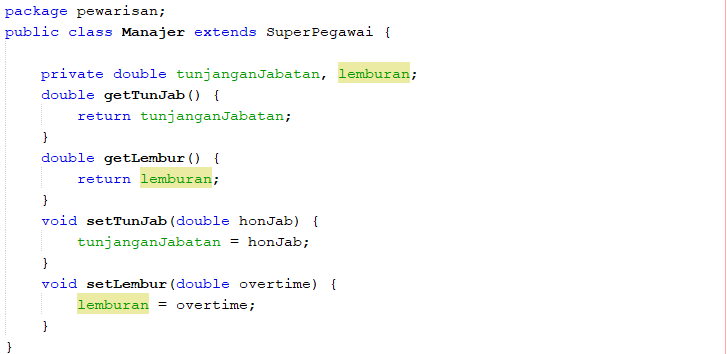 package pewarisan;
public class Manajer extends SuperPegawai {
private double tunjanganJabatan, lemburan;
double getTunJab() {
return tunjanganJabatan;
}
double getLembur() {
return lemburan;
}
void setTunJab(double honJab) {
tunjanganJabatan = honJab;
}
void setLembur(double overtime) {
lemburan = overtime;
}
}